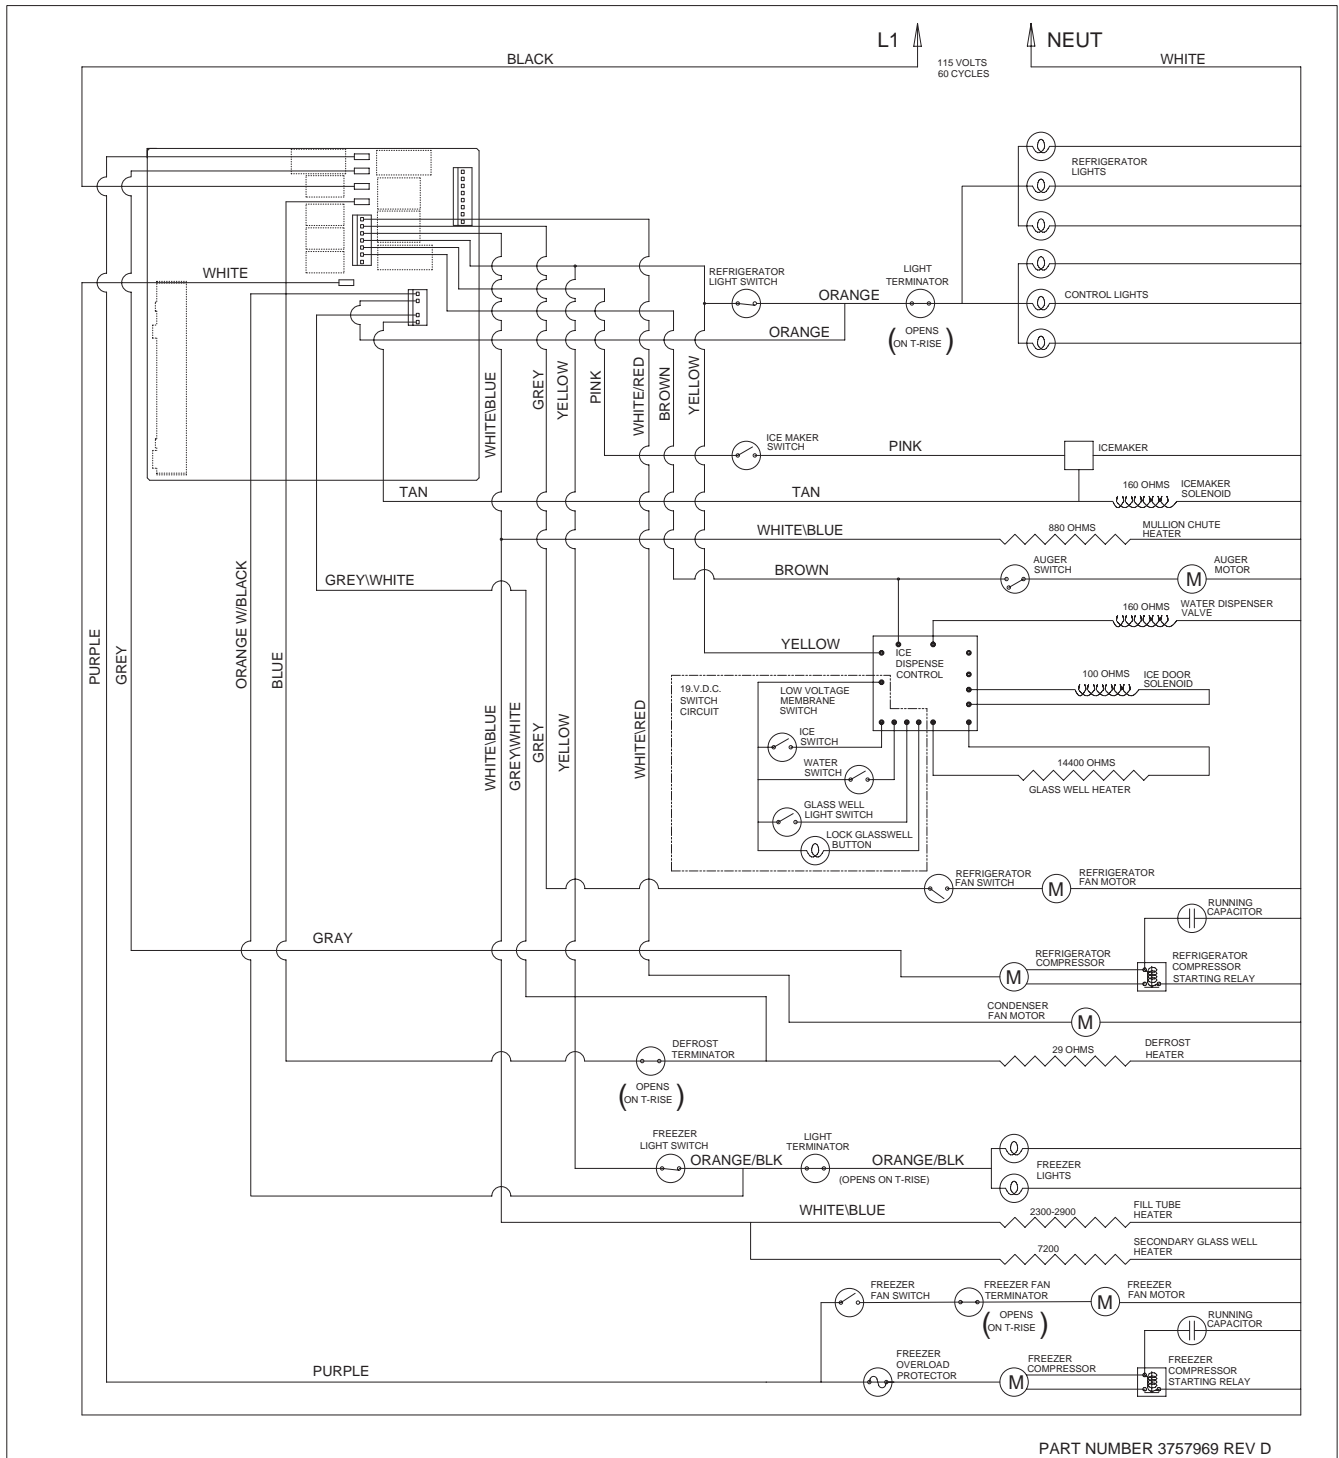 L1
NEUT
BLACK
115 VOLTS
60 CYCLES
WHITE
REFRIGERATOR
LIGHTS
WHITE
REFRIGERATOR
LIGHT SWITCH
LIGHT
TERMINATOR
ORANGE
CONTROL LIGHTS
ORANGE
(OPENS
ON T-RISE)
WHITE\BLUE
GREY
YELLOW
PINK
WHITE/RED
BROWN
YELLOW
ICE MAKER
SWITCH
PINK
ICEMAKER
TAN
TAN
160 OHMS
ICEMAKER
SOLENOID
WHITE\BLUE
880 OHMS
MULLION CHUTE
HEATER
BROWN
AUGER
SWITCH
AUGER
MOTOR
M
GREY\WHITE
160 OHMS
WATER DISPENSER
VALVE
PURPLE
GREY
ORANGE W/BLACK
BLUE
YELLOW
ICE
DISPENSE
CONTROL
100 OHMS
ICE DOOR
SOLENOID
19.V.D.C.
SWITCH
CIRCUIT
LOW VOLTAGE
MEMBRANE
SWITCH
WHITE\BLUE
GREY\WHITE
GREY
YELLOW
WHITE\RED
ICE
SWITCH
WATER
SWITCH
14400 OHMS
GLASS WELL HEATER
GLASS WELL
LIGHT SWITCH
LOCK GLASSWELL
BUTTON
REFRIGERATOR
FAN SWITCH
M
REFRIGERATOR
FAN MOTOR
RUNNING
CAPACITOR
GRAY
M
REFRIGERATOR
COMPRESSOR
REFRIGERATOR
COMPRESSOR
STARTING RELAY
CONDENSER
FAN MOTOR
M
DEFROST
TERMINATOR
29 OHMS
DEFROST
HEATER
(OPENS
ON T-RISE)
FREEZER
LIGHT SWITCH
ORANGE/BLK
LIGHT
TERMINATOR
ORANGE/BLK
(OPENS ON T-RISE)
FREEZER
LIGHTS
WHITE\BLUE
2300-2900
FILL TUBE
HEATER
7200
SECONDARY GLASS WELL
HEATER
FREEZER
FAN SWITCH
FREEZER FAN
TERMINATOR
M
FREEZER
FAN MOTOR
(OPENS
ON T-RISE)
RUNNING
CAPACITOR
PURPLE
FREEZER
OVERLOAD
PROTECTOR
M
FREEZER
COMPRESSOR
FREEZER
COMPRESSOR
STARTING RELAY
PART NUMBER 3757969 REV D